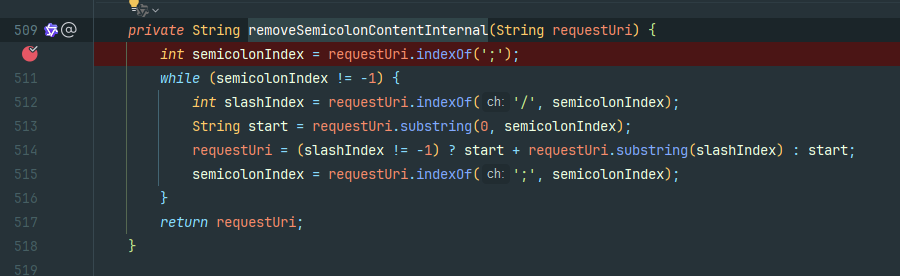 509 @ private String removeSemicolonContentInternal(String requestUri) {
int semicolonIndex = requestUri.indexOf(';');
511 while (semicolonIndex != -1) {
512 int slashIndex = requestUri.indexOf( ch: '/', semicolonIndex);
513 String start = requestUri.substring(0, semicolonIndex);
514 requestUri = (slashIndex != -1) ? start + requestUri.substring(slashIndex) : start;
515 semicolonIndex = requestUri.indexOf( ch: ';', semicolonIndex);
516 }
517 return requestUri;
518 }
519